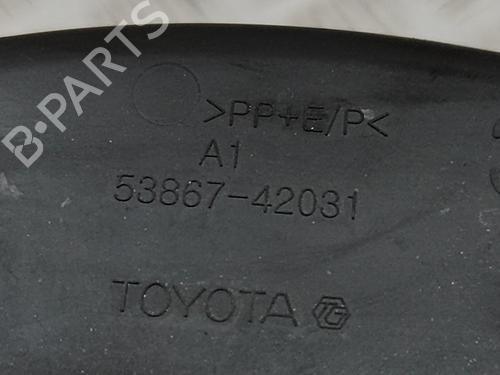 B-PARTS
>PP+E/P<
A1
53867-42031
TOYOTA